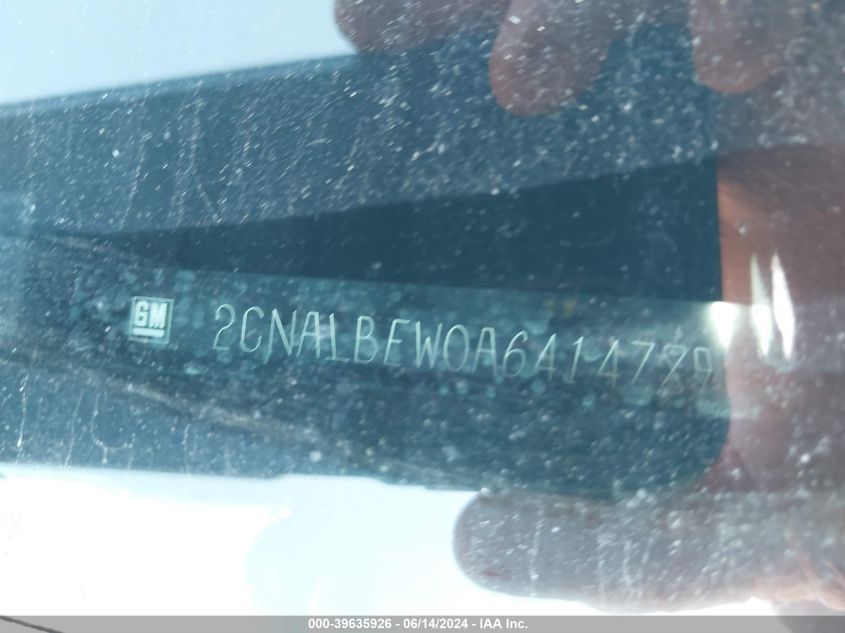 GM 2CNALBEW0A6414789
000-39635926 / 06/14/2024 - IAA Inc.